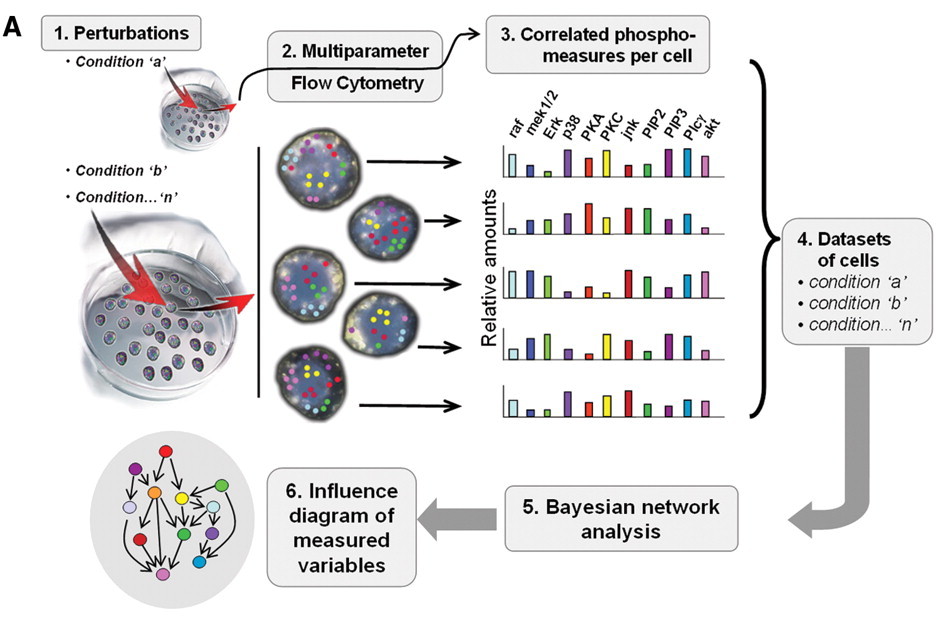 A
1. Perturbations
• Condition ‘a’
• Condition ‘b’
• Condition… ‘n’
2. Multiparameter
Flow Cytometry
3. Correlated phospho-
measures per cell
raf
mek1/2
Erk
p38
PKA
PKC
jnk
PIP2
PIP3
Plcγ
akt
Relative amounts
4. Datasets
of cells
• condition ‘a’
• condition ‘b’
• condition… ‘n’
5. Bayesian network
analysis
6. Influence
diagram of
measured
variables